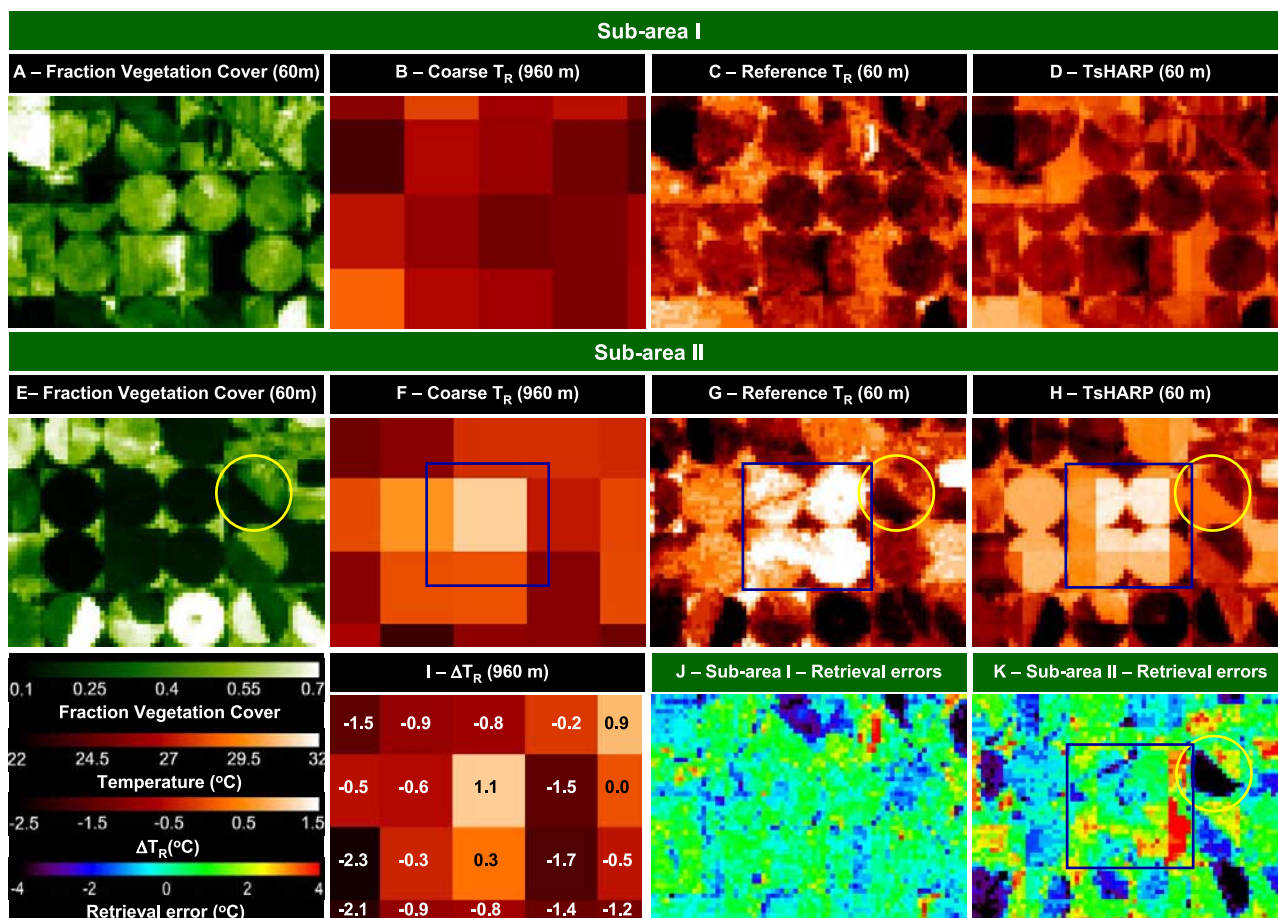 Sub-area I
A – Fraction Vegetation Cover (60m)
B – Coarse TR (960 m)
C – Reference TR (60 m)
D – TsHARP (60 m)
Sub-area II
E– Fraction Vegetation Cover (60m)
F – Coarse TR (960 m)
G – Reference TR (60 m)
H – TsHARP (60 m)
0.1 0.25 0.4 0.55 0.7
Fraction Vegetation Cover
22 24.5 27 29.5 32
Temperature (oC)
-2.5 -1.5 -0.5 0.5 1.5
ΔTR(oC)
-4 -2 0 2 4
Retrieval error (oC)
I – ΔTR (960 m)
-1.5 -0.9 -0.8 -0.2 0.9
-0.5 -0.6 1.1 -1.5 0.0
-2.3 -0.3 0.3 -1.7 -0.5
-2.1 -0.9 -0.8 -1.4 -1.2
J – Sub-area I – Retrieval errors
K – Sub-area II – Retrieval errors